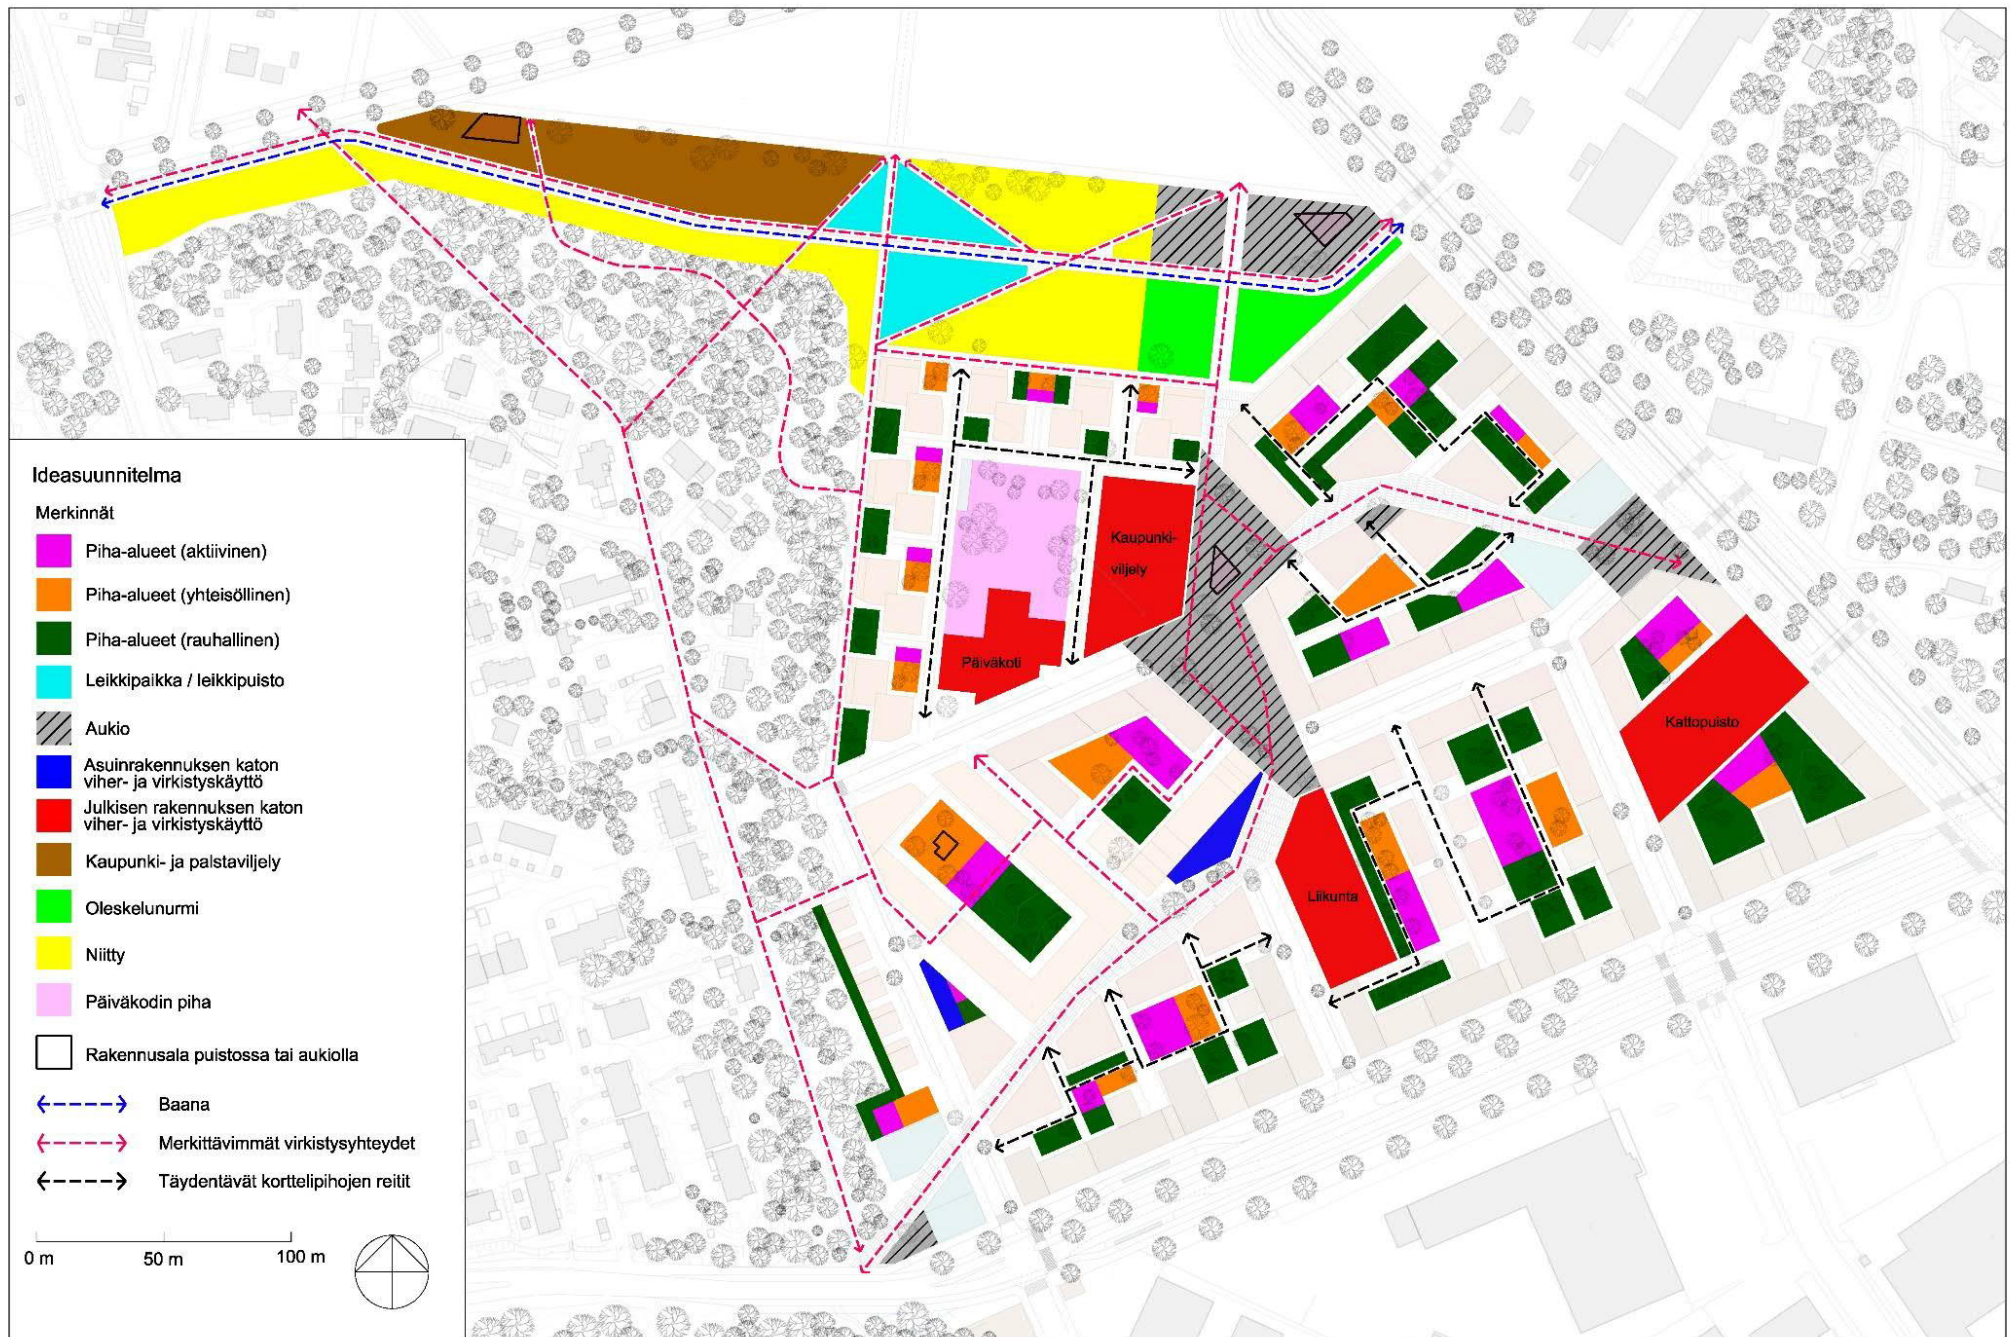 Kaupunki-
viljely
Päiväkoti
Kattopuisto
Liikunta
Ideasuunnitelma
Merkinnät
Piha-alueet (aktiivinen)
Piha-alueet (yhteisöllinen)
Piha-alueet (rauhallinen)
Leikkipaikka / leikkipuisto
Aukio
Asuinrakennuksen katon
viher- ja virkistyskäyttö
Julkisen rakennuksen katon
viher- ja virkistyskäyttö
Kaupunki- ja palstaviljely
Oleskelunurmi
Niitty
Päiväkodin piha
Rakennusala puistossa tai aukiolla
Baana
Merkittävimmät virkistysyhteydet
Täydentävät korttelipihojen reitit
0 m 50 m 100 m